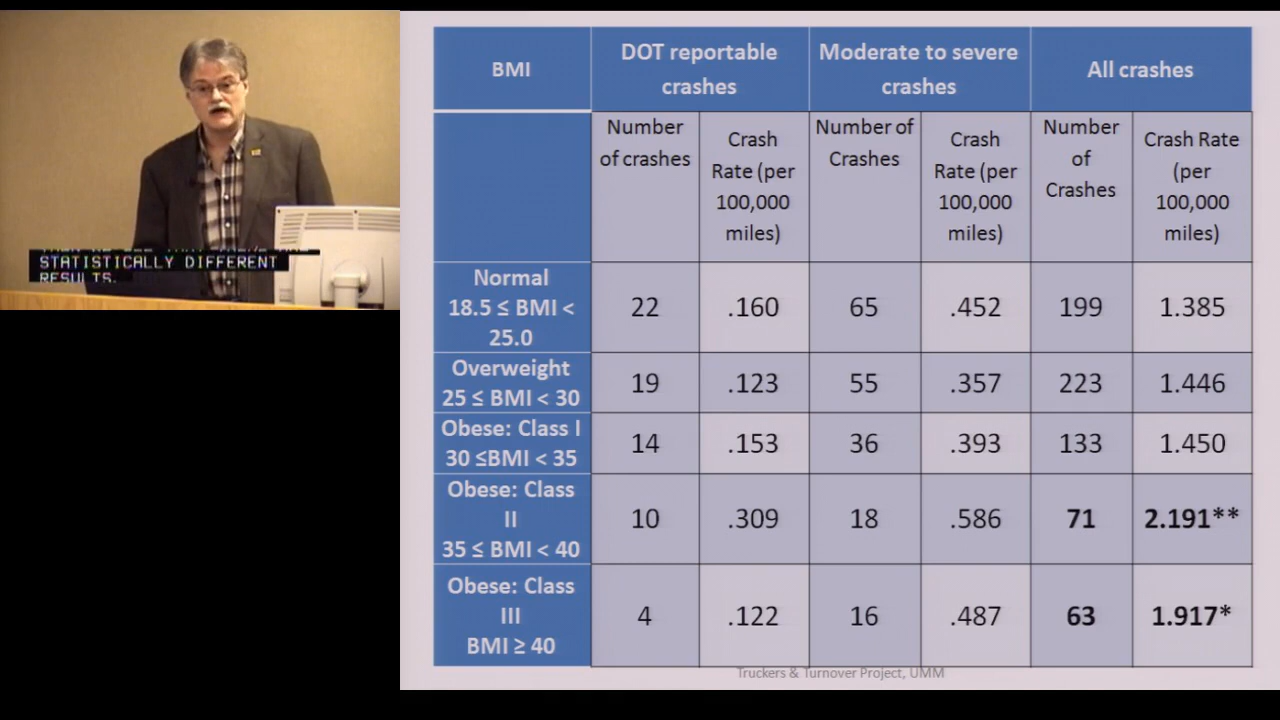 STATISTICALLY DIFFERENT
RESULTS.
BMI
DOT reportable
crashes
Moderate to severe
crashes
All crashes
Number
of crashes
Crash
Rate (per
100,000
miles)
Number of
Crashes
Crash
Rate (per
100,000
miles)
Number
of
Crashes
Crash Rate
(per
100,000
miles)
Normal
18.5 ≤ BMI <
25.0
22
.160
65
.452
199
1.385
Overweight
25 ≤ BMI < 30
19
.123
55
.357
223
1.446
Obese: Class I
30 ≤BMI < 35
14
.153
36
.393
133
1.450
Obese: Class
II
35 ≤ BMI < 40
10
.309
18
.586
71
2.191**
Obese: Class
III
BMI ≥ 40
4
.122
16
.487
63
1.917*
Truckers & Turnover Project, UMM